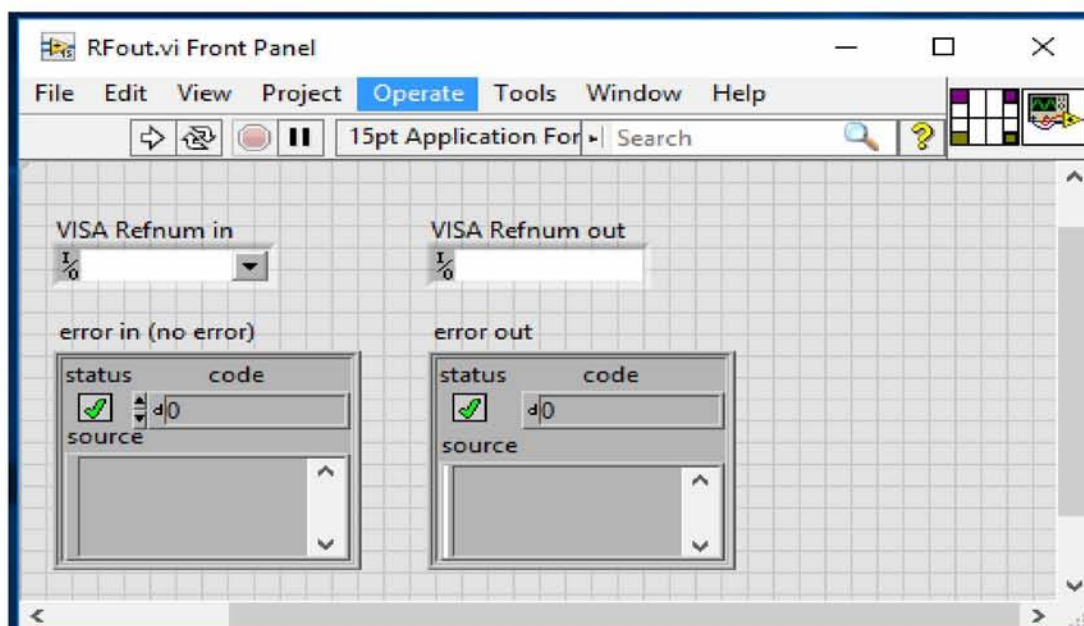 RFout.vi Front Panel
File Edit View Project Operate Tools Window Help
15pt Application For Search ?
VISA Refnum in VISA Refnum out
I/O I/O
error in (no error) error out
status code status code
d 0 d 0
source source